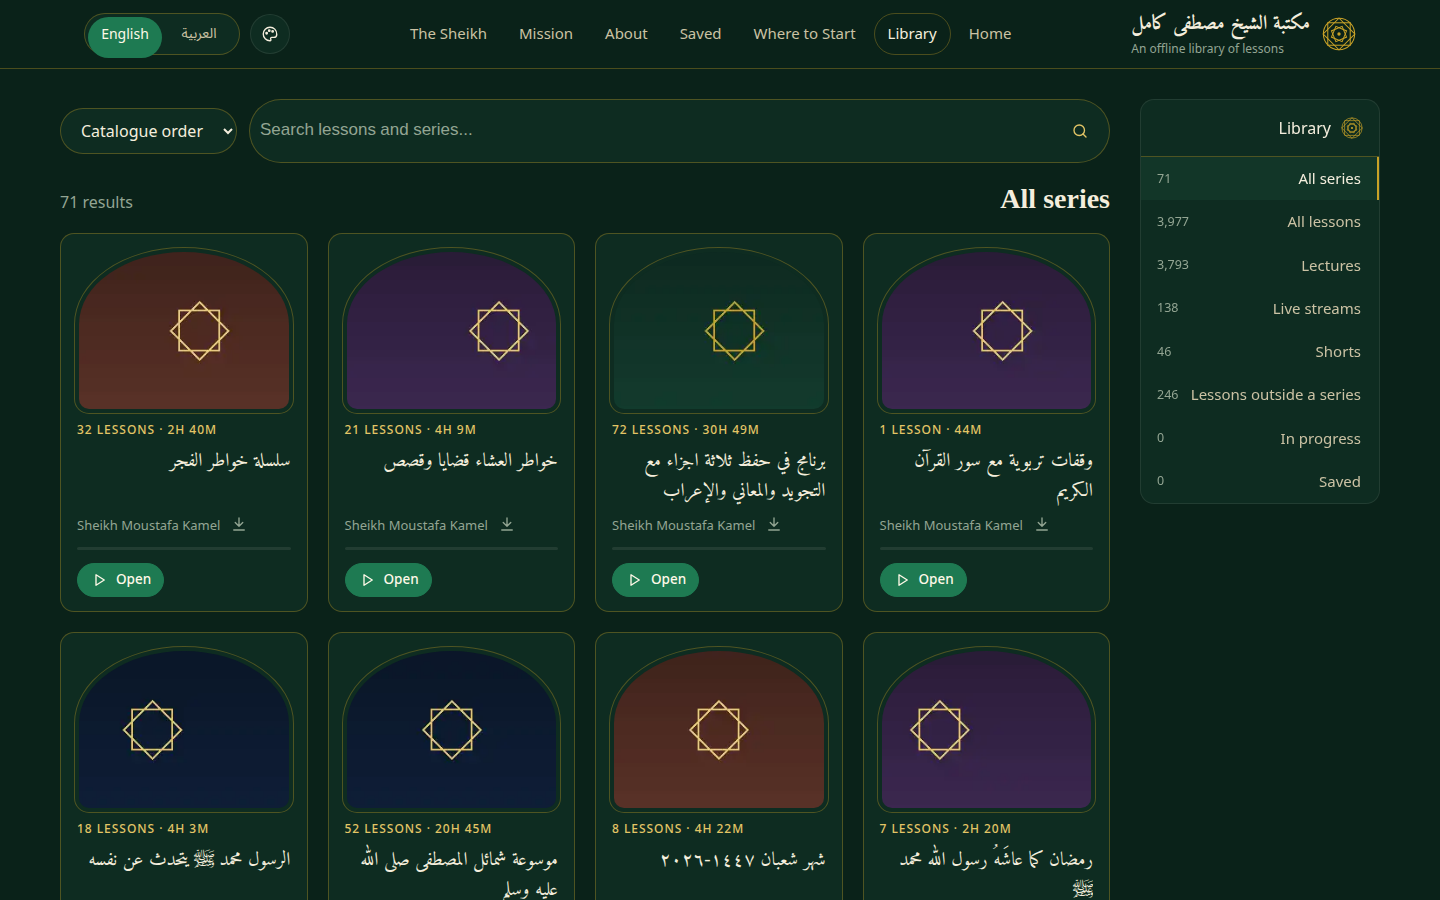 English
العربية
The Sheikh
Mission
About
Saved
Where to Start
Library
Home
مكتبة الشيخ مصطفى كامل
An offline library of lessons
Catalogue order
Search lessons and series...
71 results
All series
32 LESSONS · 2H 40M
سلسلة خواطر الفجر
Sheikh Moustafa Kamel
Open
21 LESSONS · 4H 9M
خواطر العشاء قضايا وقصص
Sheikh Moustafa Kamel
Open
72 LESSONS · 30H 49M
برنامج في حفظ ثلاثة اجزاء مع
التجويد والمعاني والإعراب
Sheikh Moustafa Kamel
Open
1 LESSON · 44M
وقفات تربوية مع سور القرآن
الكريم
Sheikh Moustafa Kamel
Open
18 LESSONS · 4H 3M
الرسول محمد ﷺ يتحدث عن نفسه
52 LESSONS · 20H 45M
موسوعة شمائل المصطفى صلى الله
عليه وسلم
8 LESSONS · 4H 22M
شهر شعبان ١٤٤٧-٢٠٢٦
7 LESSONS · 2H 20M
رمضان كما عاشَهُ رسول الله محمد
ﷺ
Library
All series
71
All lessons
3,977
Lectures
3,793
Live streams
138
Shorts
46
Lessons outside a series
246
In progress
0
Saved
0